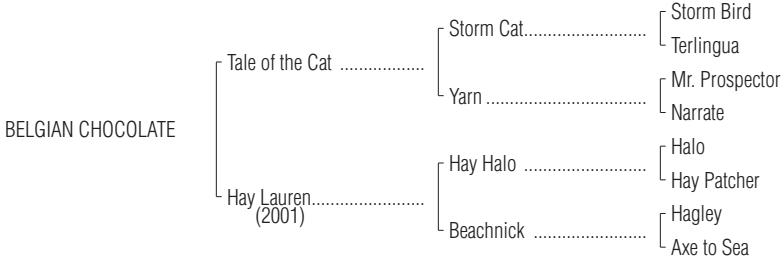 Storm Bird
Storm Cat..........................
Terlingua
Tale of the Cat ..................
Mr. Prospector
Yarn ..................................
Narrate
BELGIAN CHOCOLATE
Halo
Hay Halo ..........................
Hay Patcher
Hay Lauren........................
(2001)
Hagley
Beachnick ........................
Axe to Sea